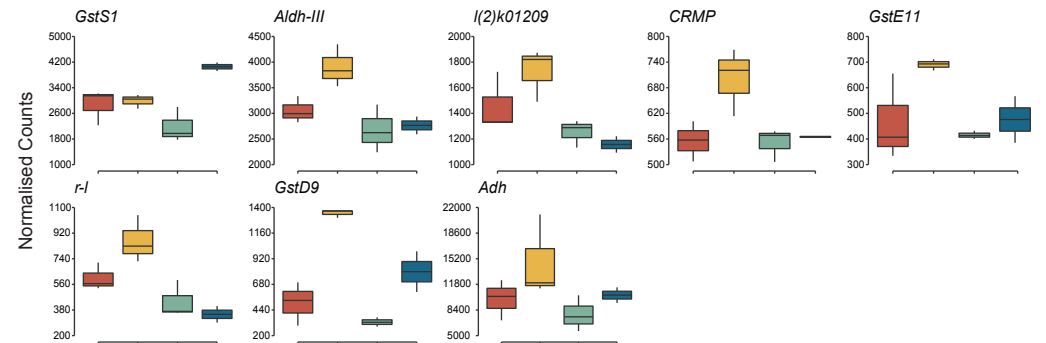 GstS1 Aldh-III l(2)k01209 CRMP GstE11
5000 4500 2000 800 800
4200 4000 1800 740 700
3400 3500 1600 680 600
2600 3000 1400 620 500
1800 2500 1200 560 400
1000 2000 1000 500 300
Normalised Counts
r-l GstD9 Adh
1100 1400 22000
920 1160 18600
740 920 15200
560 680 11800
380 440 8400
200 200 5000